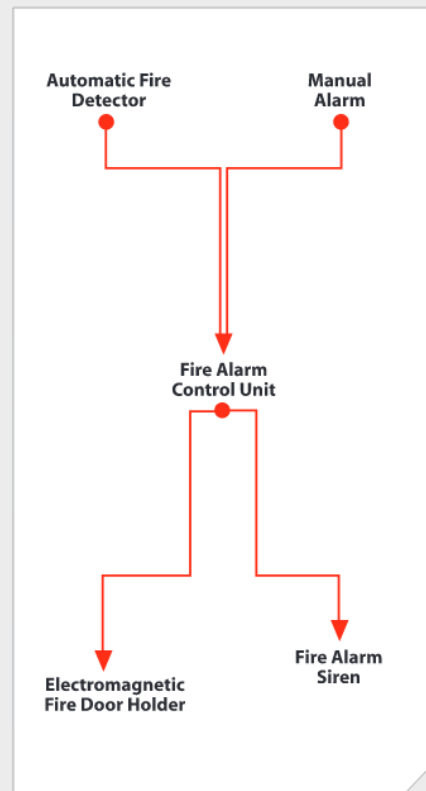 Automatic Fire
Detector
Manual
Alarm
Fire Alarm
Control Unit
Fire Alarm
Siren
Electromagnetic
Fire Door Holder